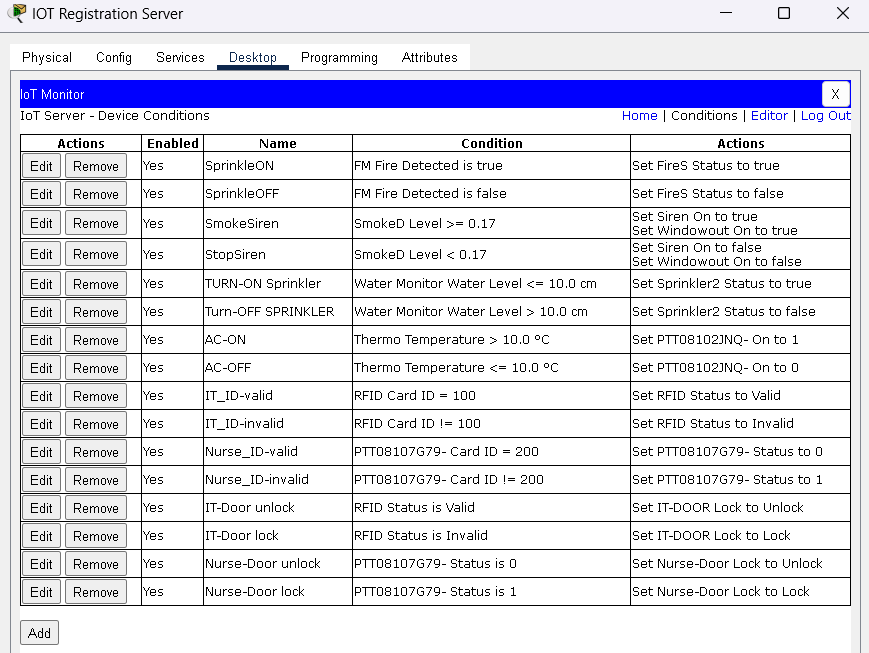 IOT Registration Server
Physical Config Services Desktop Programming Attributes
IoT Monitor X
IoT Server - Device Conditions Home | Conditions | Editor | Log Out
Actions Enabled Name Condition Actions
Edit Remove Yes SprinkleON FM Fire Detected is true Set FireS Status to true
Edit Remove Yes SprinkleOFF FM Fire Detected is false Set FireS Status to false
Edit Remove Yes SmokeSiren SmokeD Level >= 0.17 Set Siren On to true
Set Windowout On to true
Edit Remove Yes StopSiren SmokeD Level < 0.17 Set Siren On to false
Set Windowout On to false
Edit Remove Yes TURN-ON Sprinkler Water Monitor Water Level <= 10.0 cm Set Sprinkler2 Status to true
Edit Remove Yes Turn-OFF SPRINKLER Water Monitor Water Level > 10.0 cm Set Sprinkler2 Status to false
Edit Remove Yes AC-ON Thermo Temperature > 10.0 °C Set PTT08102JNQ- On to 1
Edit Remove Yes AC-OFF Thermo Temperature <= 10.0 °C Set PTT08102JNQ- On to 0
Edit Remove Yes IT_ID-valid RFID Card ID = 100 Set RFID Status to Valid
Edit Remove Yes IT_ID-invalid RFID Card ID != 100 Set RFID Status to Invalid
Edit Remove Yes Nurse_ID-valid PTT08107G79- Card ID = 200 Set PTT08107G79- Status to 0
Edit Remove Yes Nurse_ID-invalid PTT08107G79- Card ID != 200 Set PTT08107G79- Status to 1
Edit Remove Yes IT-Door unlock RFID Status is Valid Set IT-DOOR Lock to Unlock
Edit Remove Yes IT-Door lock RFID Status is Invalid Set IT-DOOR Lock to Lock
Edit Remove Yes Nurse-Door unlock PTT08107G79- Status is 0 Set Nurse-Door Lock to Unlock
Edit Remove Yes Nurse-Door lock PTT08107G79- Status is 1 Set Nurse-Door Lock to Lock
Add